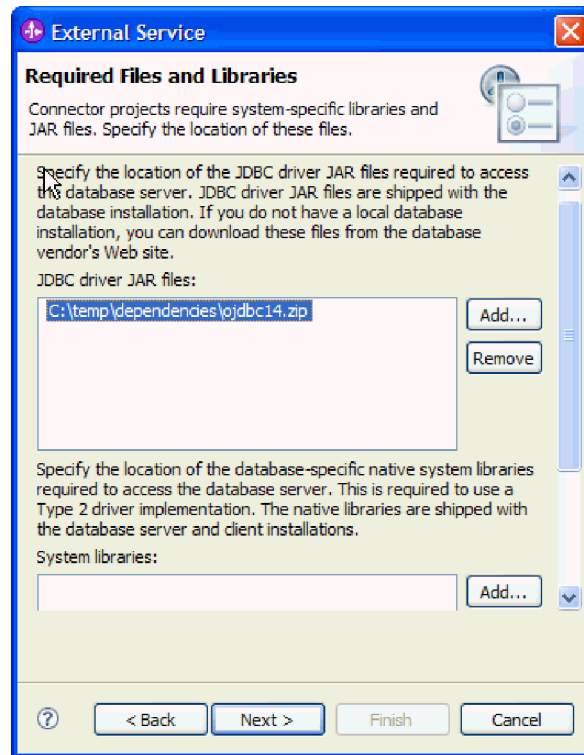 External Service
Required Files and Libraries
Connector projects require system-specific libraries and
JAR files. Specify the location of these files.
Specify the location of the JDBC driver JAR files required to access
this database server. JDBC driver JAR files are shipped with the
database installation. If you do not have a local database
installation, you can download these files from the database
vendor's Web site.
JDBC driver JAR files:
C:\temp\dependencies\ojdbc14.zip
Add...
Remove
Specify the location of the database-specific native system libraries
required to access the database server. This is required to use a
Type 2 driver implementation. The native libraries are shipped with
the database server and client installations.
System libraries:
Add...
?
< Back
Next >
Finish
Cancel